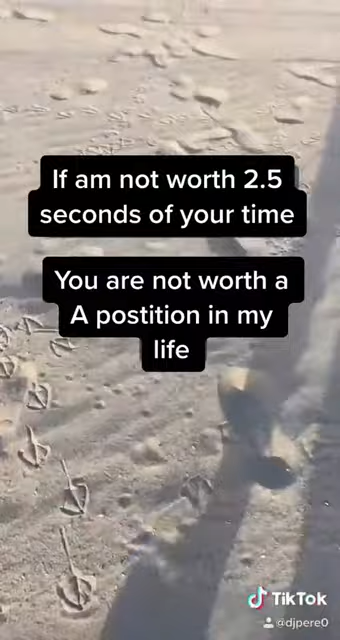 If am not worth 2.5
seconds of your time
You are not worth a
A postition in my
life
TikTok
@djpere0